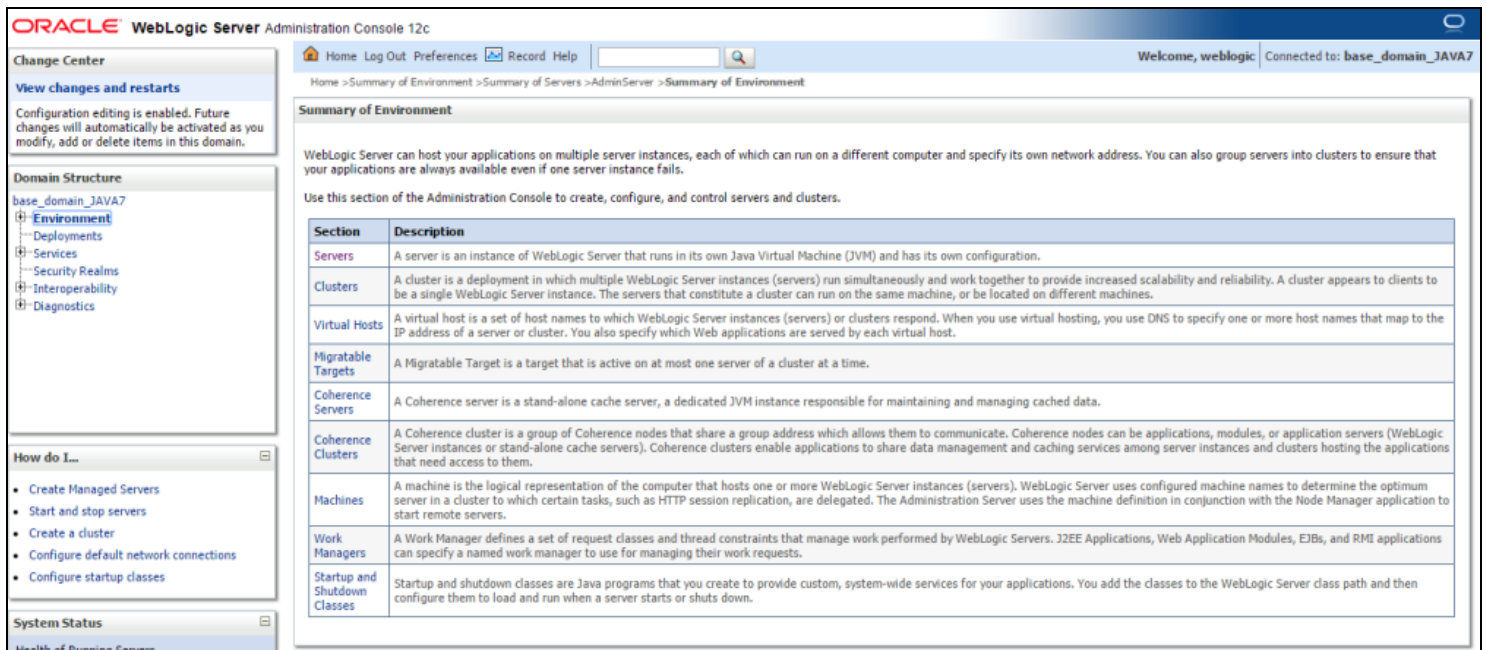 ORACLE WebLogic Server Administration Console 12c
Change Center
View changes and restarts
Configuration editing is enabled. Future
changes will automatically be activated as you
modify, add or delete items in this domain.
Domain Structure
base_domain_JAVA7
Environment
Deployments
Services
Security Realms
Interoperability
Diagnostics
How do I...
Create Managed Servers
Start and stop servers
Create a cluster
Configure default network connections
Configure startup classes
System Status
Health of Running Servers
Home Log Out Preferences Record Help
Welcome, weblogic Connected to: base_domain_JAVA7
Home >Summary of Environment >Summary of Servers >AdminServer >Summary of Environment
Summary of Environment
WebLogic Server can host your applications on multiple server instances, each of which can run on a different computer and specify its own network address. You can also group servers into clusters to ensure that
your applications are always available even if one server instance fails.
Use this section of the Administration Console to create, configure, and control servers and clusters.
Section Description
Servers A server is an instance of WebLogic Server that runs in its own Java Virtual Machine (JVM) and has its own configuration.
Clusters
A cluster is a deployment in which multiple WebLogic Server instances (servers) run simultaneously and work together to provide increased scalability and reliability. A cluster appears to clients to
be a single WebLogic Server instance. The servers that constitute a cluster can run on the same machine, or be located on different machines.
Virtual Hosts
A virtual host is a set of host names to which WebLogic Server instances (servers) or clusters respond. When you use virtual hosting, you use DNS to specify one or more host names that map to the
IP address of a server or cluster. You also specify which Web applications are served by each virtual host.
Migratable
Targets
A Migratable Target is a target that is active on at most one server of a cluster at a time.
Coherence
Servers
A Coherence server is a stand-alone cache server, a dedicated JVM instance responsible for maintaining and managing cached data.
Coherence
Clusters
A Coherence cluster is a group of Coherence nodes that share a group address which allows them to communicate. Coherence nodes can be applications, modules, or application servers (WebLogic
Server instances or stand-alone cache servers). Coherence clusters enable applications to share data management and caching services among server instances and clusters hosting the applications
that need access to them.
Machines
A machine is the logical representation of the computer that hosts one or more WebLogic Server instances (servers). WebLogic Server uses configured machine names to determine the optimum
server in a cluster to which certain tasks, such as HTTP session replication, are delegated. The Administration Server uses the machine definition in conjunction with the Node Manager application to
start remote servers.
Work
Managers
A Work Manager defines a set of request classes and thread constraints that manage work performed by WebLogic Servers. J2EE Applications, Web Application Modules, EJBs, and RMI applications
can specify a named work manager to use for managing their work requests.
Startup and
Shutdown
Classes
Startup and shutdown classes are Java programs that you create to provide custom, system-wide services for your applications. You add the classes to the WebLogic Server class path and then
configure them to load and run when a server starts or shuts down.